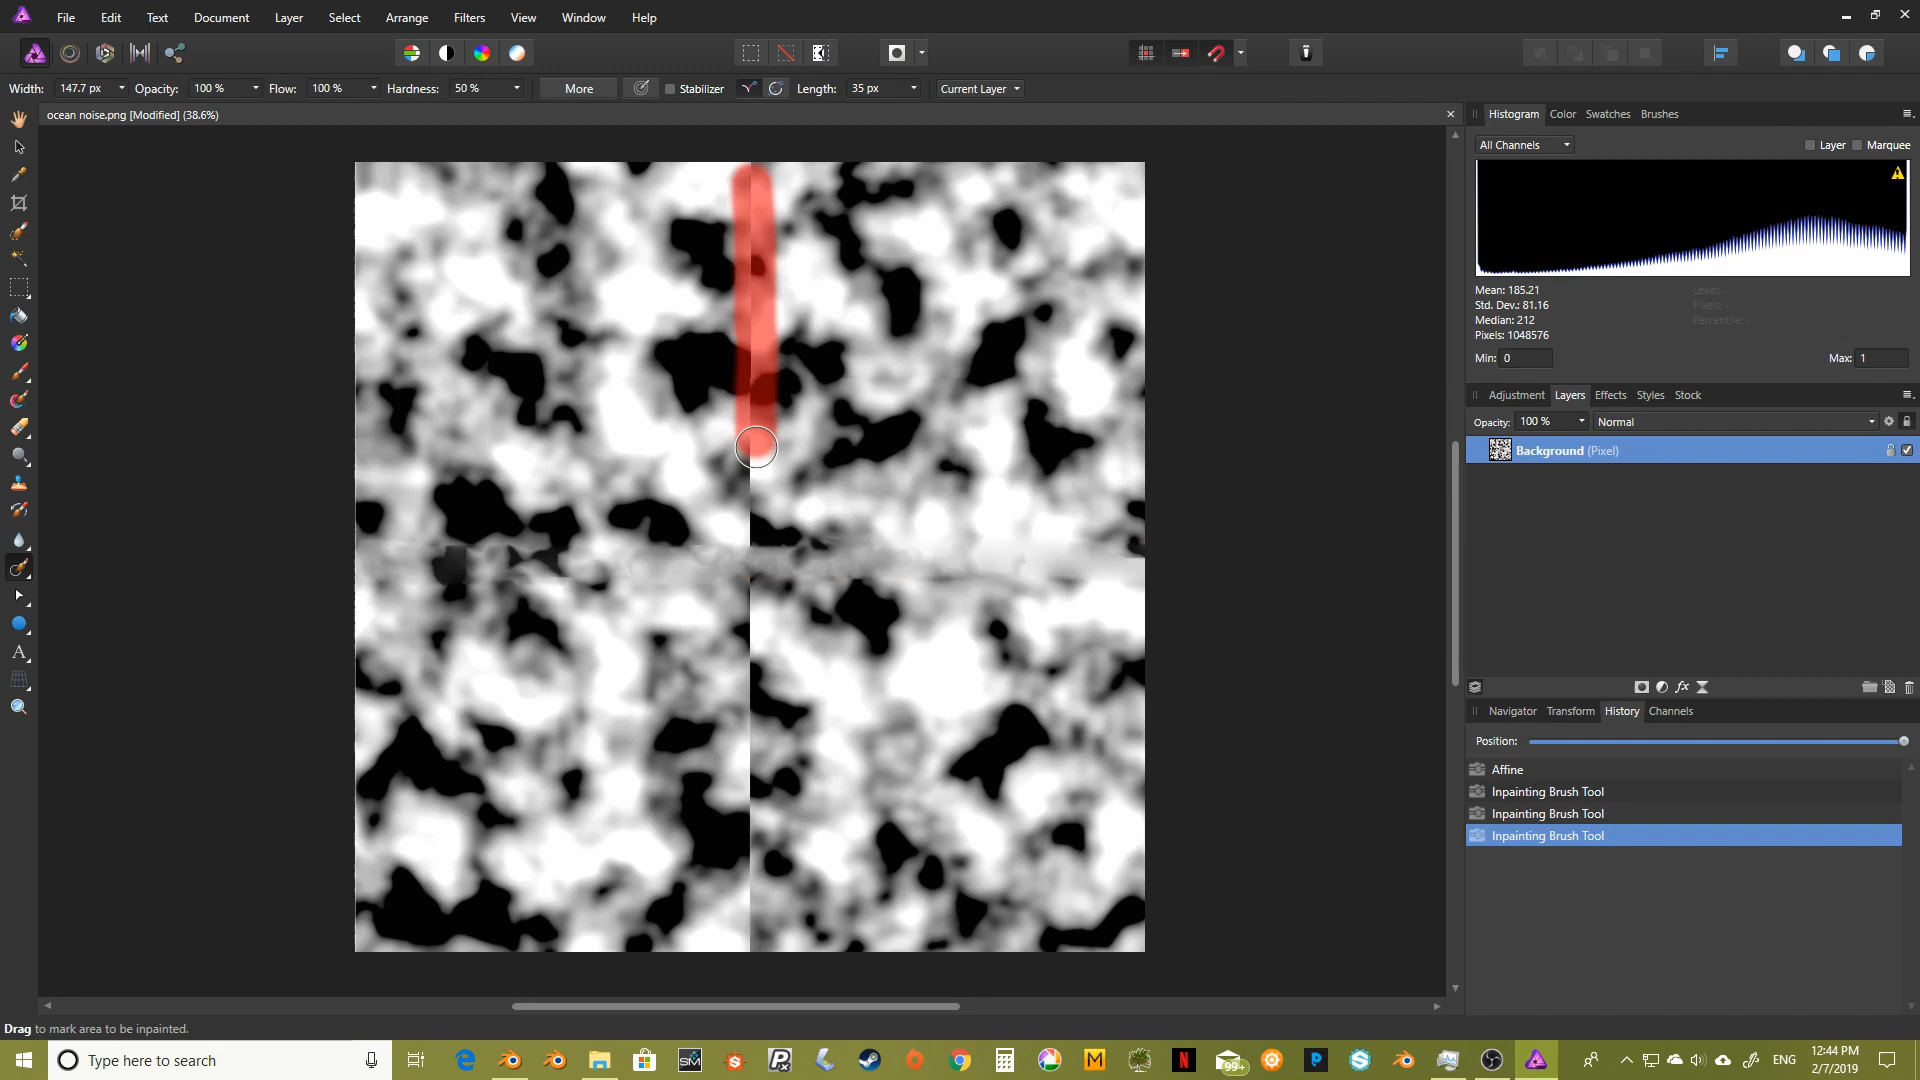 File Edit Text Document Layer Select Arrange Filters View Window Help
Width: 147.7 px Opacity: 100 % Flow: 100 % Hardness: 50 % More Stabilizer Length: 35 px Current Layer
ocean noise.png [Modified] (38.6%)
Histogram Color Swatches Brushes
All Channels Layer Marquee
Mean: 185.21 Level: -
Std. Dev.: 81.16 Pixels: -
Median: 212 Percentile: -
Pixels: 1048576
Min: 0 Max: 1
Adjustment Layers Effects Styles Stock
Opacity: 100 % Normal
Background (Pixel)
fx
Navigator Transform History Channels
Position:
Affine
Inpainting Brush Tool
Inpainting Brush Tool
Inpainting Brush Tool
Drag to mark area to be inpainted.
Type here to search
99+
ENG
12:44 PM
2/7/2019